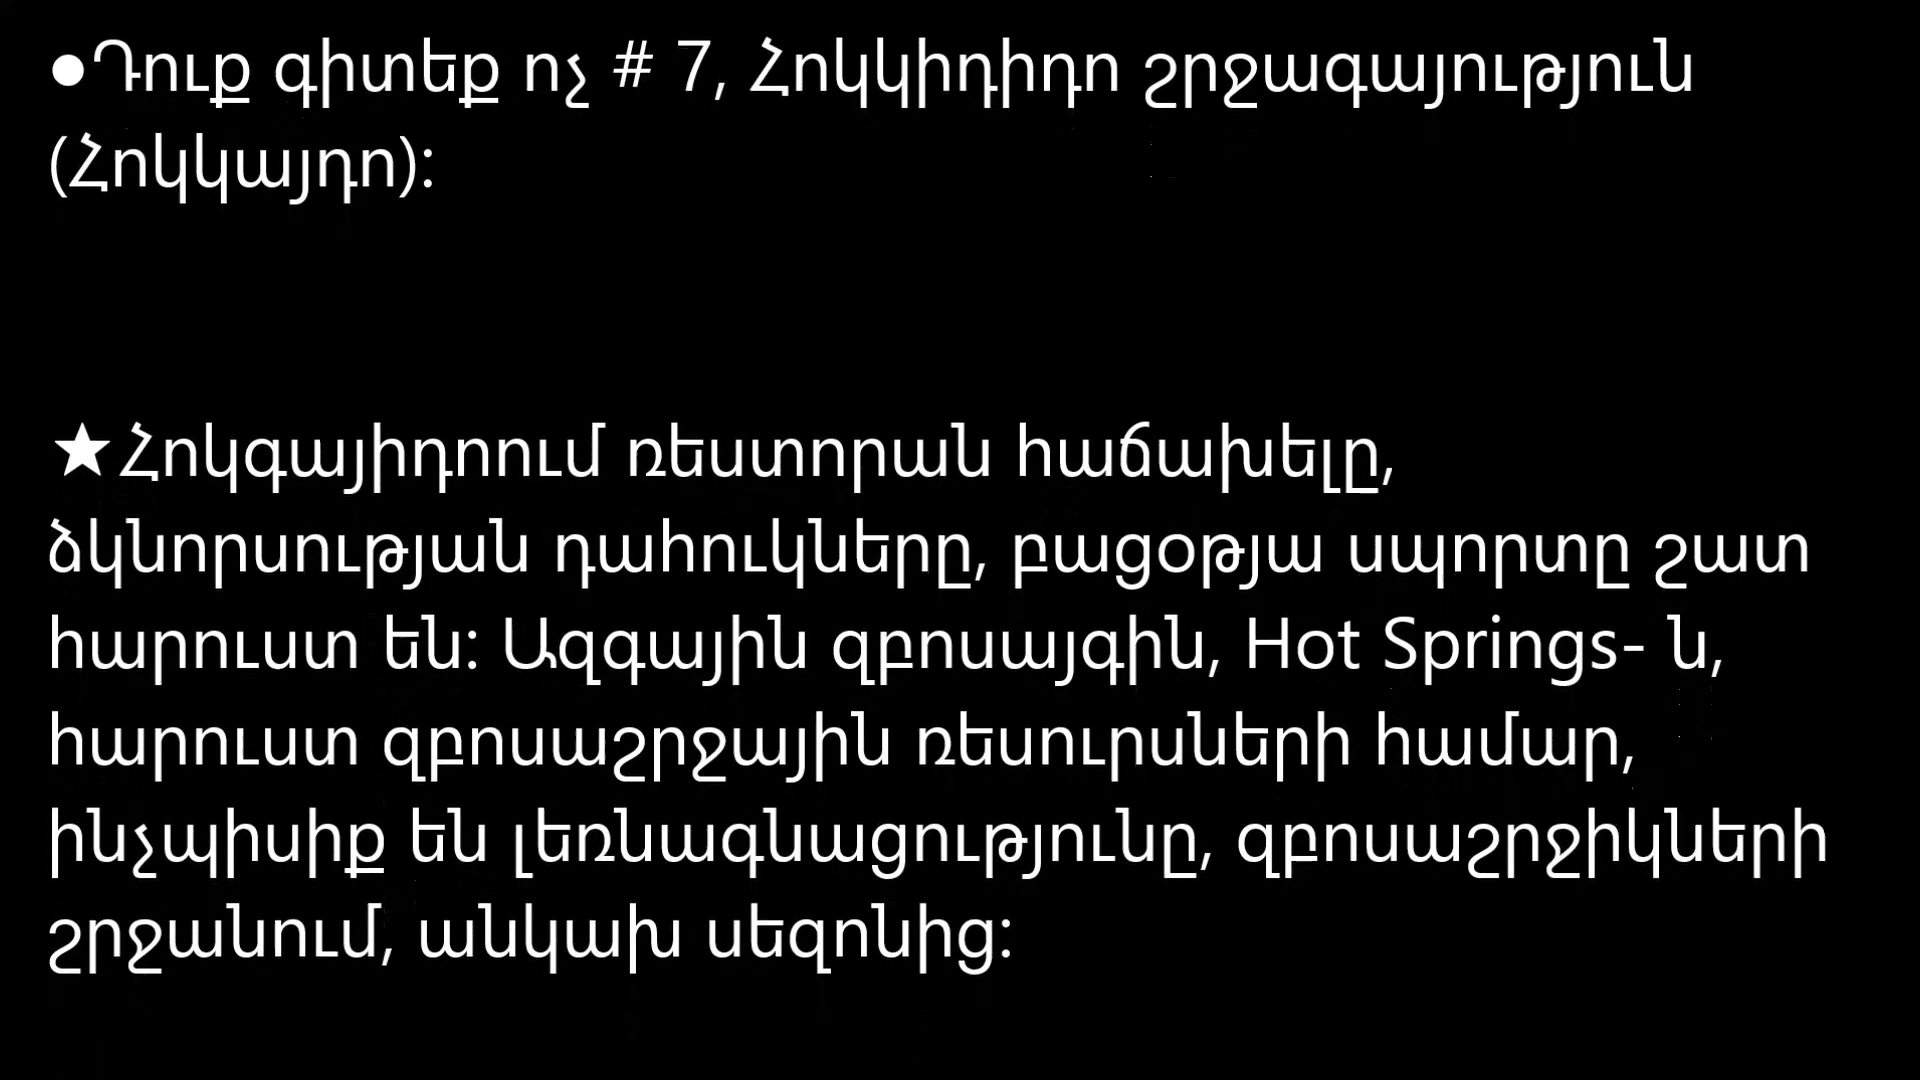 ●Դուք գիտեք ոչ # 7, Հոկկիդիդո շրջագայություն
(Հոկկայդո):
★Հոկգայիդոում ռեստորան հաճախելը,
ձկնորսության դահուկները, բացօթյա սպորտը շատ
հարուստ են: Ազգային զբոսայգին, Hot Springs- ն,
հարուստ զբոսաշրջային ռեսուրսների համար,
ինչպիսիք են լեռնագնացությունը, զբոսաշրջիկների
շրջանում, անկախ սեզոնից: